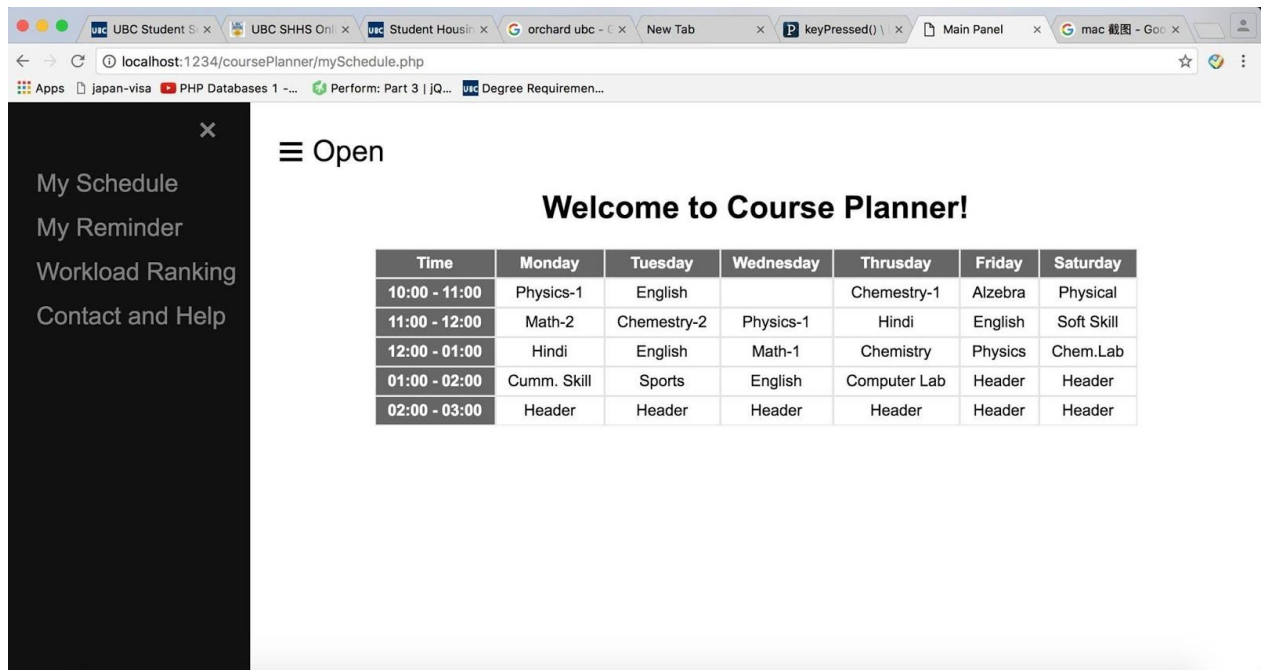 UBC Student S
UBC SHHS Onli
Student Housin
orchard ubc - G
New Tab
keyPressed() \
Main Panel
mac 截图 - Goo
localhost:1234/coursePlanner/mySchedule.php
Apps japan-visa PHP Databases 1 -... Perform: Part 3 | jQ... UBC Degree Requiremen...
×
☰ Open
My Schedule
My Reminder
Workload Ranking
Contact and Help
Welcome to Course Planner!
Time Monday Tuesday Wednesday Thrusday Friday Saturday
10:00 - 11:00 Physics-1 English Chemestry-1 Alzebra Physical
11:00 - 12:00 Math-2 Chemestry-2 Physics-1 Hindi English Soft Skill
12:00 - 01:00 Hindi English Math-1 Chemistry Physics Chem.Lab
01:00 - 02:00 Cumm. Skill Sports English Computer Lab Header Header
02:00 - 03:00 Header Header Header Header Header Header